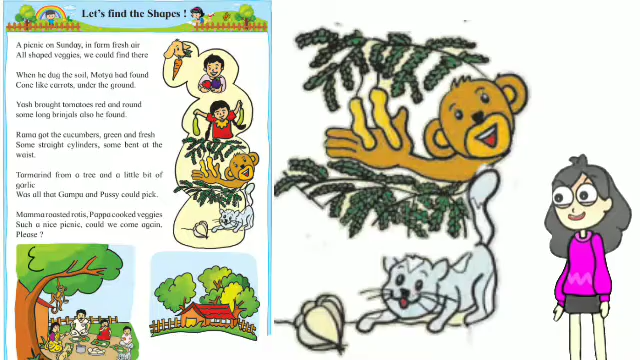 Let's find the Shapes !
A picnic on Sunday, in farm fresh air
All shaped veggies, we could find there
When he dug the soil, Motya had found
Cone like carrots, under the ground.
Yash brought tomatoes red and round
some long brinjals also he found.
Rama got the cucumbers, green and fresh
Some straight cylinders, some bent at the
waist.
Tarmarind from a tree and a little bit of
garlic
Was all that Gampu and Pussy could pick.
Mamma roasted rotis, Pappa cooked veggies
Such a nice picnic, could we come again,
Please ?